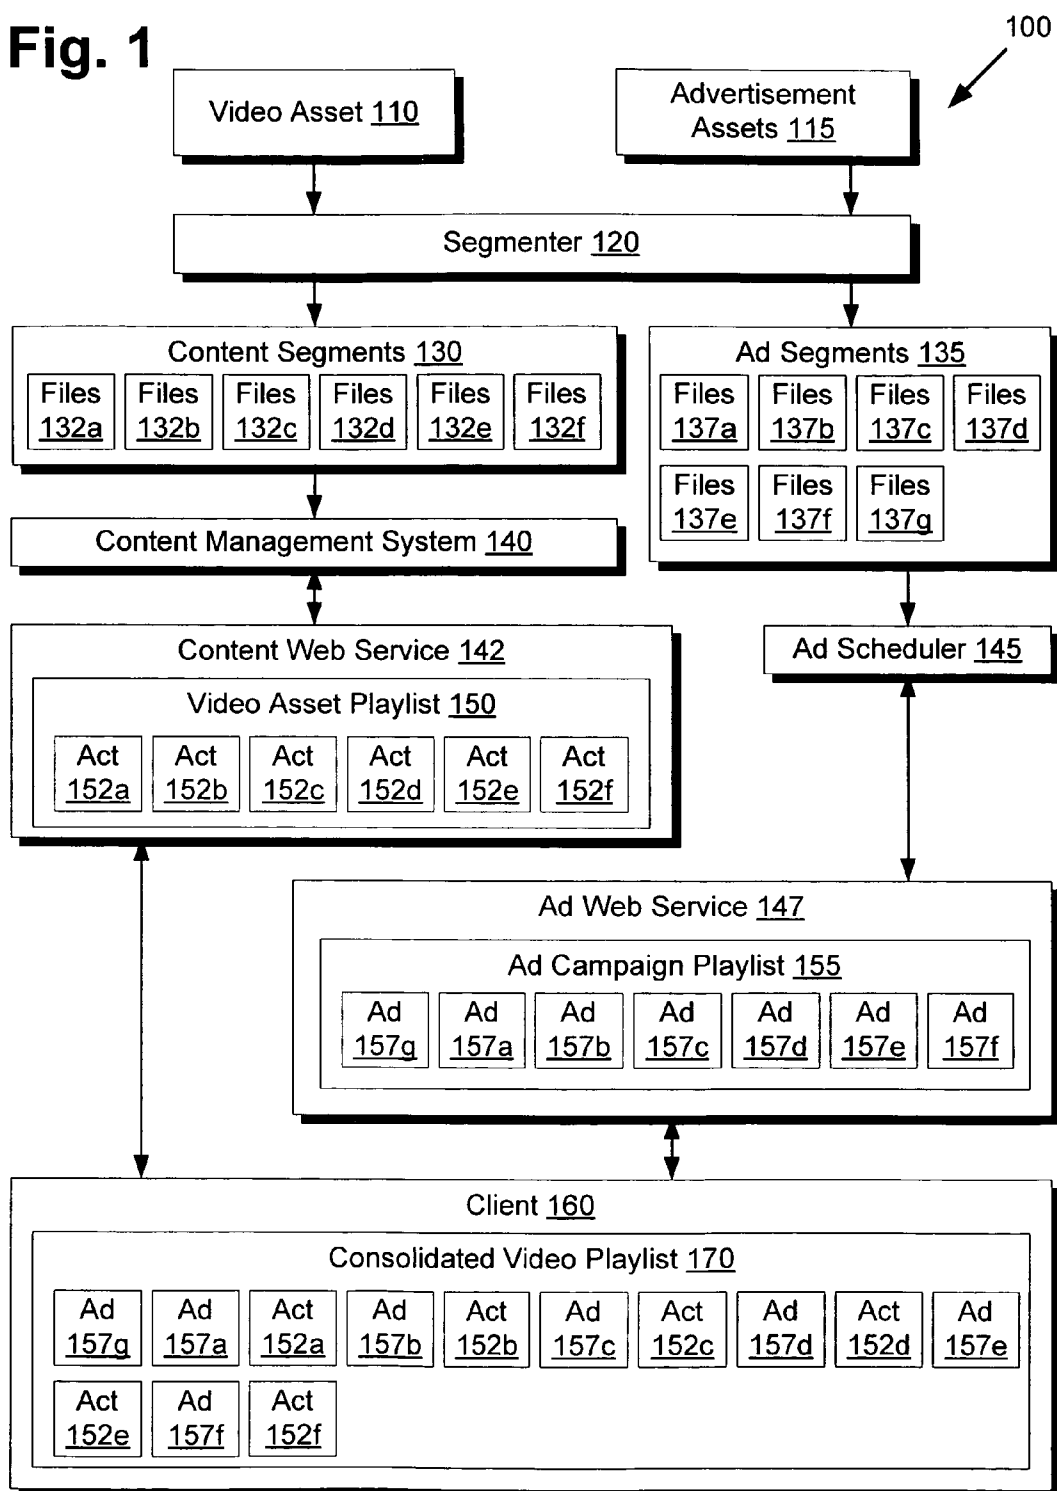 Fig. 1
100
Video Asset 110
Advertisement
Assets 115
Segmenter 120
Content Segments 130
Files 132a
Files 132b
Files 132c
Files 132d
Files 132e
Files 132f
Ad Segments 135
Files 137a
Files 137b
Files 137c
Files 137d
Files 137e
Files 137f
Files 137g
Content Management System 140
Content Web Service 142
Video Asset Playlist 150
Act 152a
Act 152b
Act 152c
Act 152d
Act 152e
Act 152f
Ad Scheduler 145
Ad Web Service 147
Ad Campaign Playlist 155
Ad 157g
Ad 157a
Ad 157b
Ad 157c
Ad 157d
Ad 157e
Ad 157f
Client 160
Consolidated Video Playlist 170
Ad 157g
Ad 157a
Act 152a
Ad 157b
Act 152b
Ad 157c
Act 152c
Ad 157d
Act 152d
Ad 157e
Act 152e
Ad 157f
Act 152f